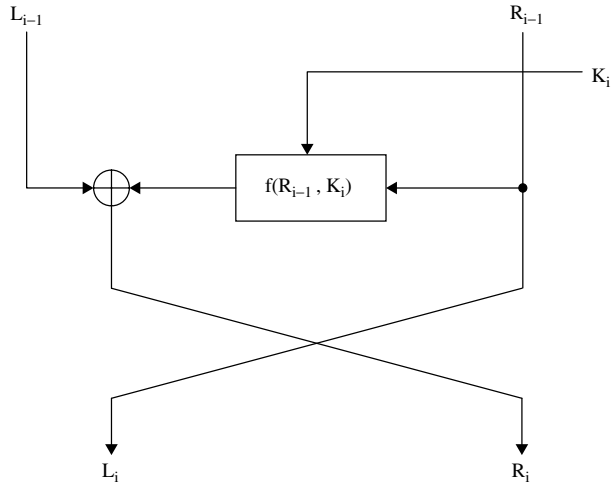 L_{i–1}
R_{i–1}
K_i
f(R_{i–1} , K_i)
L_i
R_i